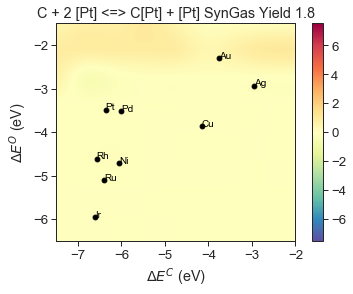 C + 2 [Pt] <=> C[Pt] + [Pt] SynGas Yield 1.8
−2
−3
−4
−5
−6
ΔE^O (eV)
Au
Ag
Pt
Pd
Cu
Rh
Ni
Ru
Ir
−7
−6
−5
−4
−3
−2
ΔE^C (eV)
6
4
2
0
−2
−4
−6